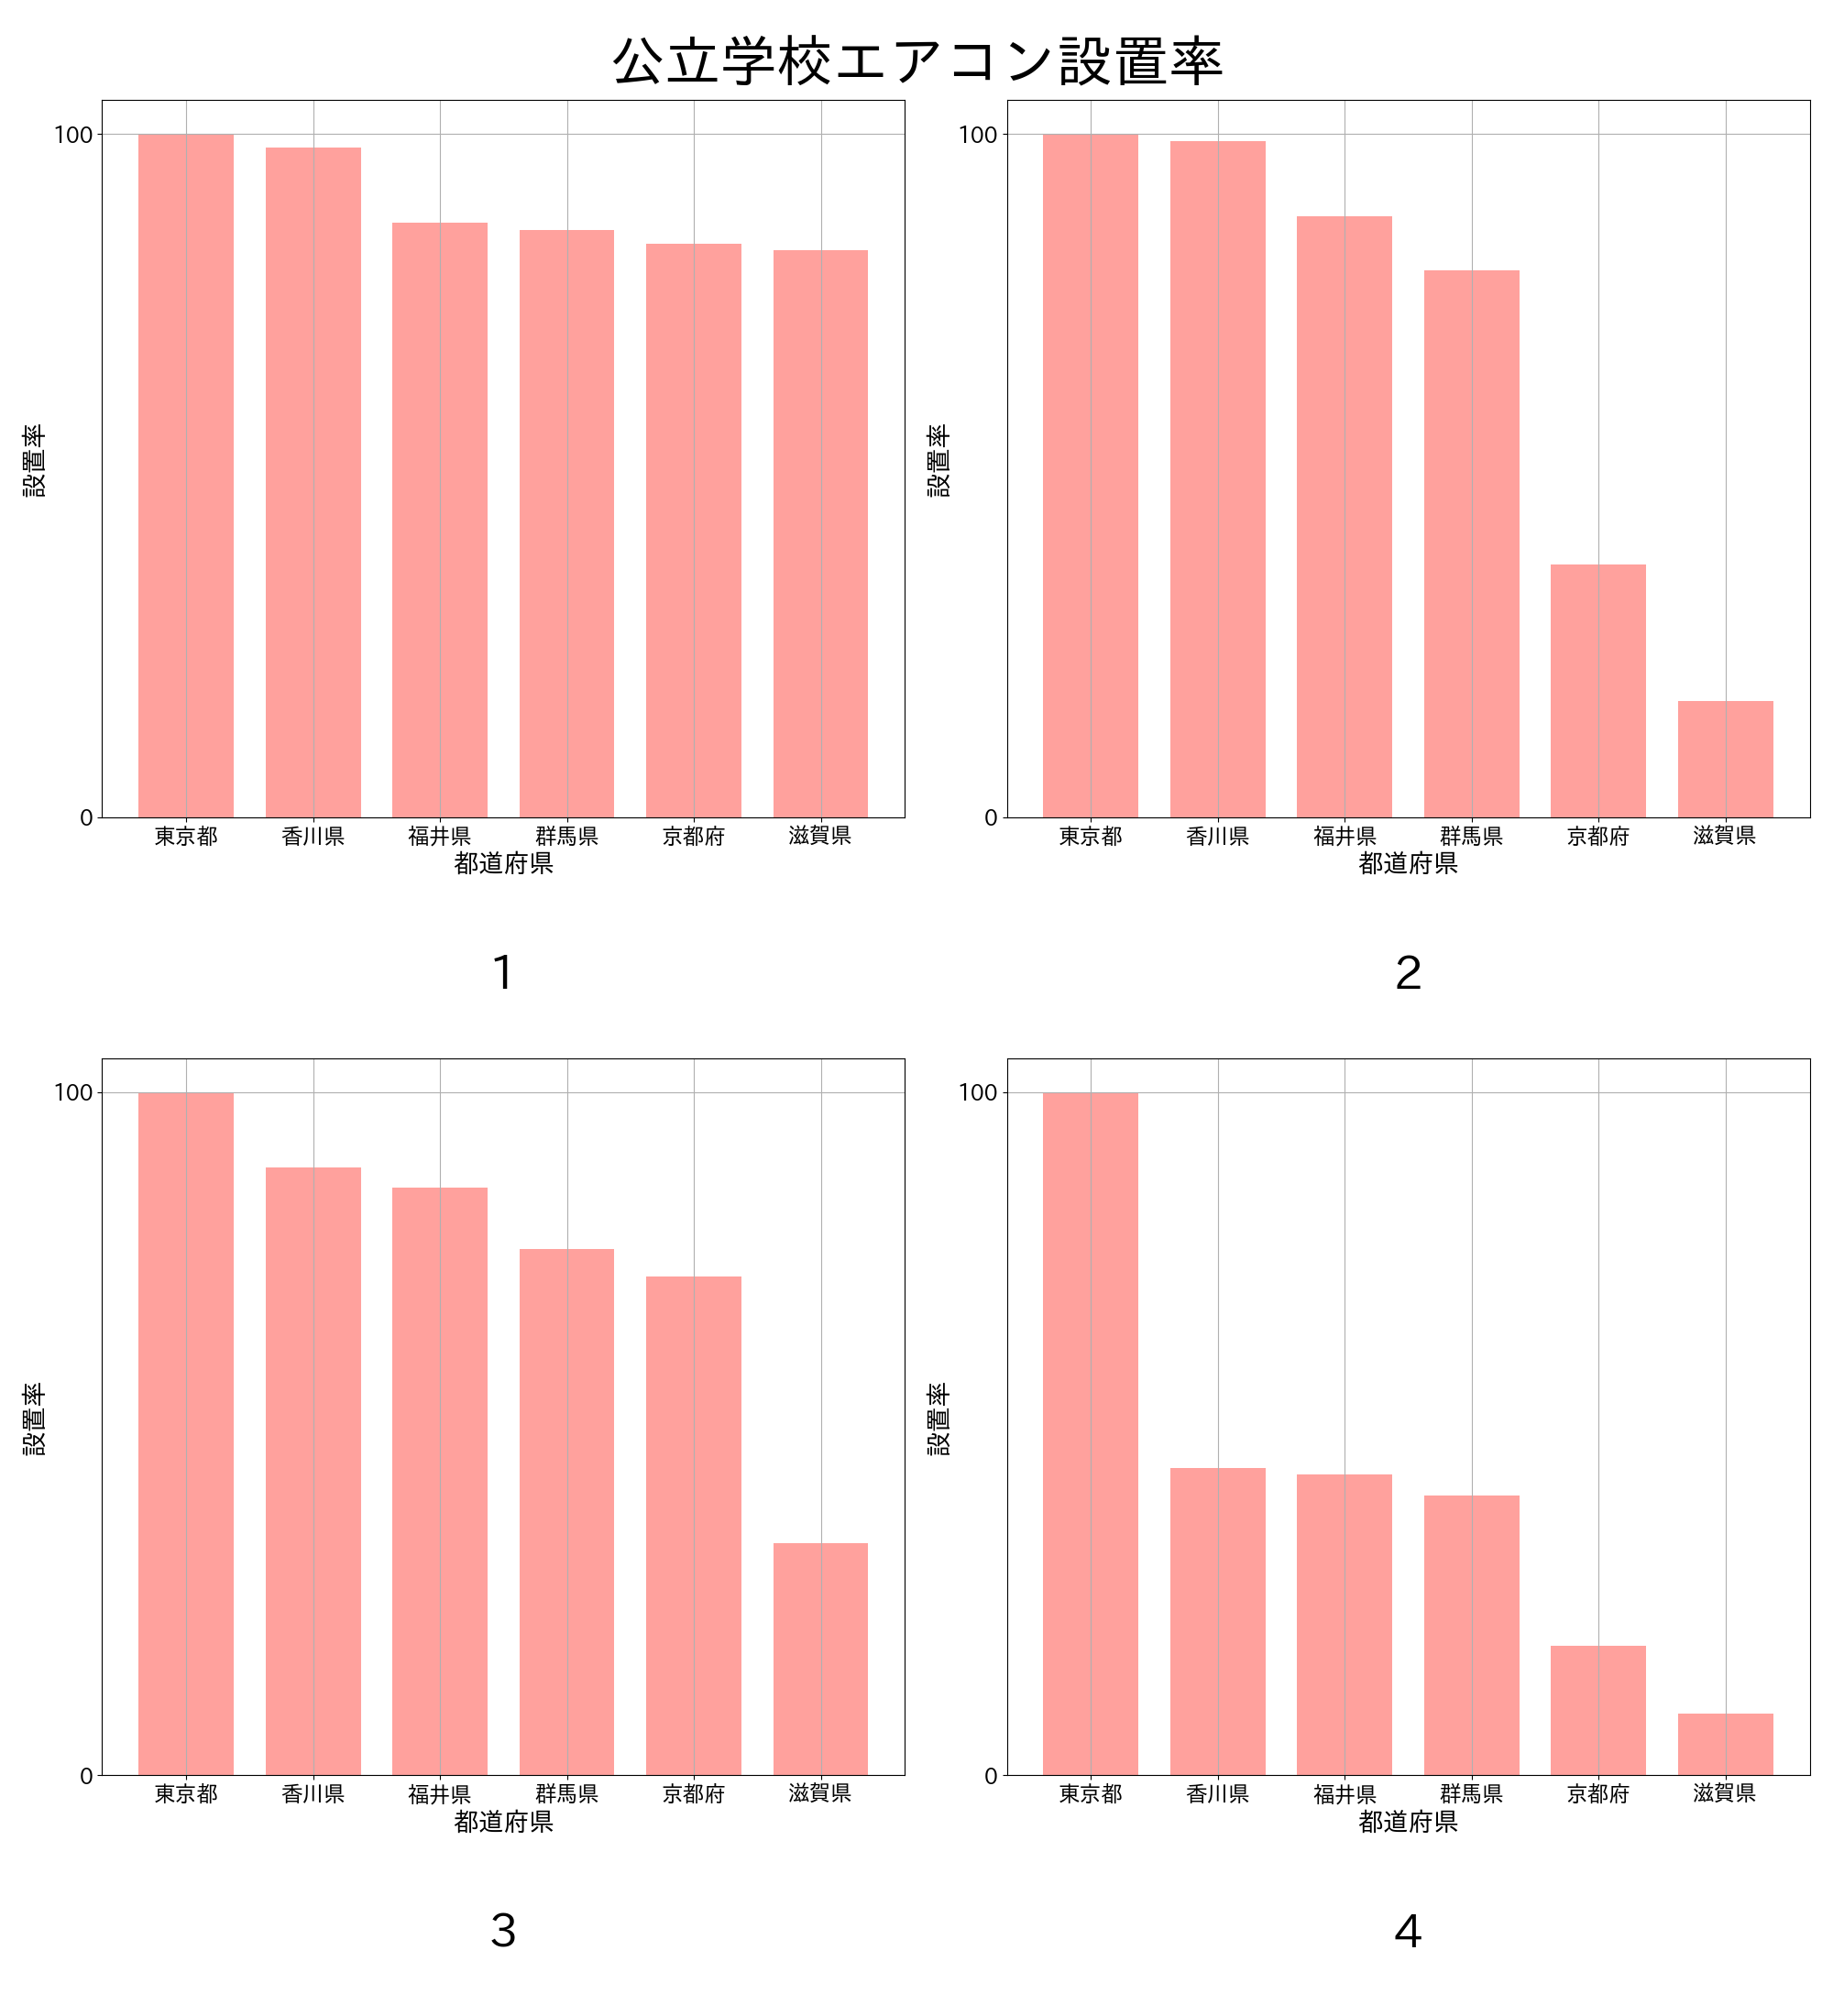 公立学校エアコン設置率
100
0
設置率
東京都 香川県 福井県 群馬県 京都府 滋賀県
都道府県
1
100
0
設置率
東京都 香川県 福井県 群馬県 京都府 滋賀県
都道府県
2
100
0
設置率
東京都 香川県 福井県 群馬県 京都府 滋賀県
都道府県
3
100
0
設置率
東京都 香川県 福井県 群馬県 京都府 滋賀県
都道府県
4